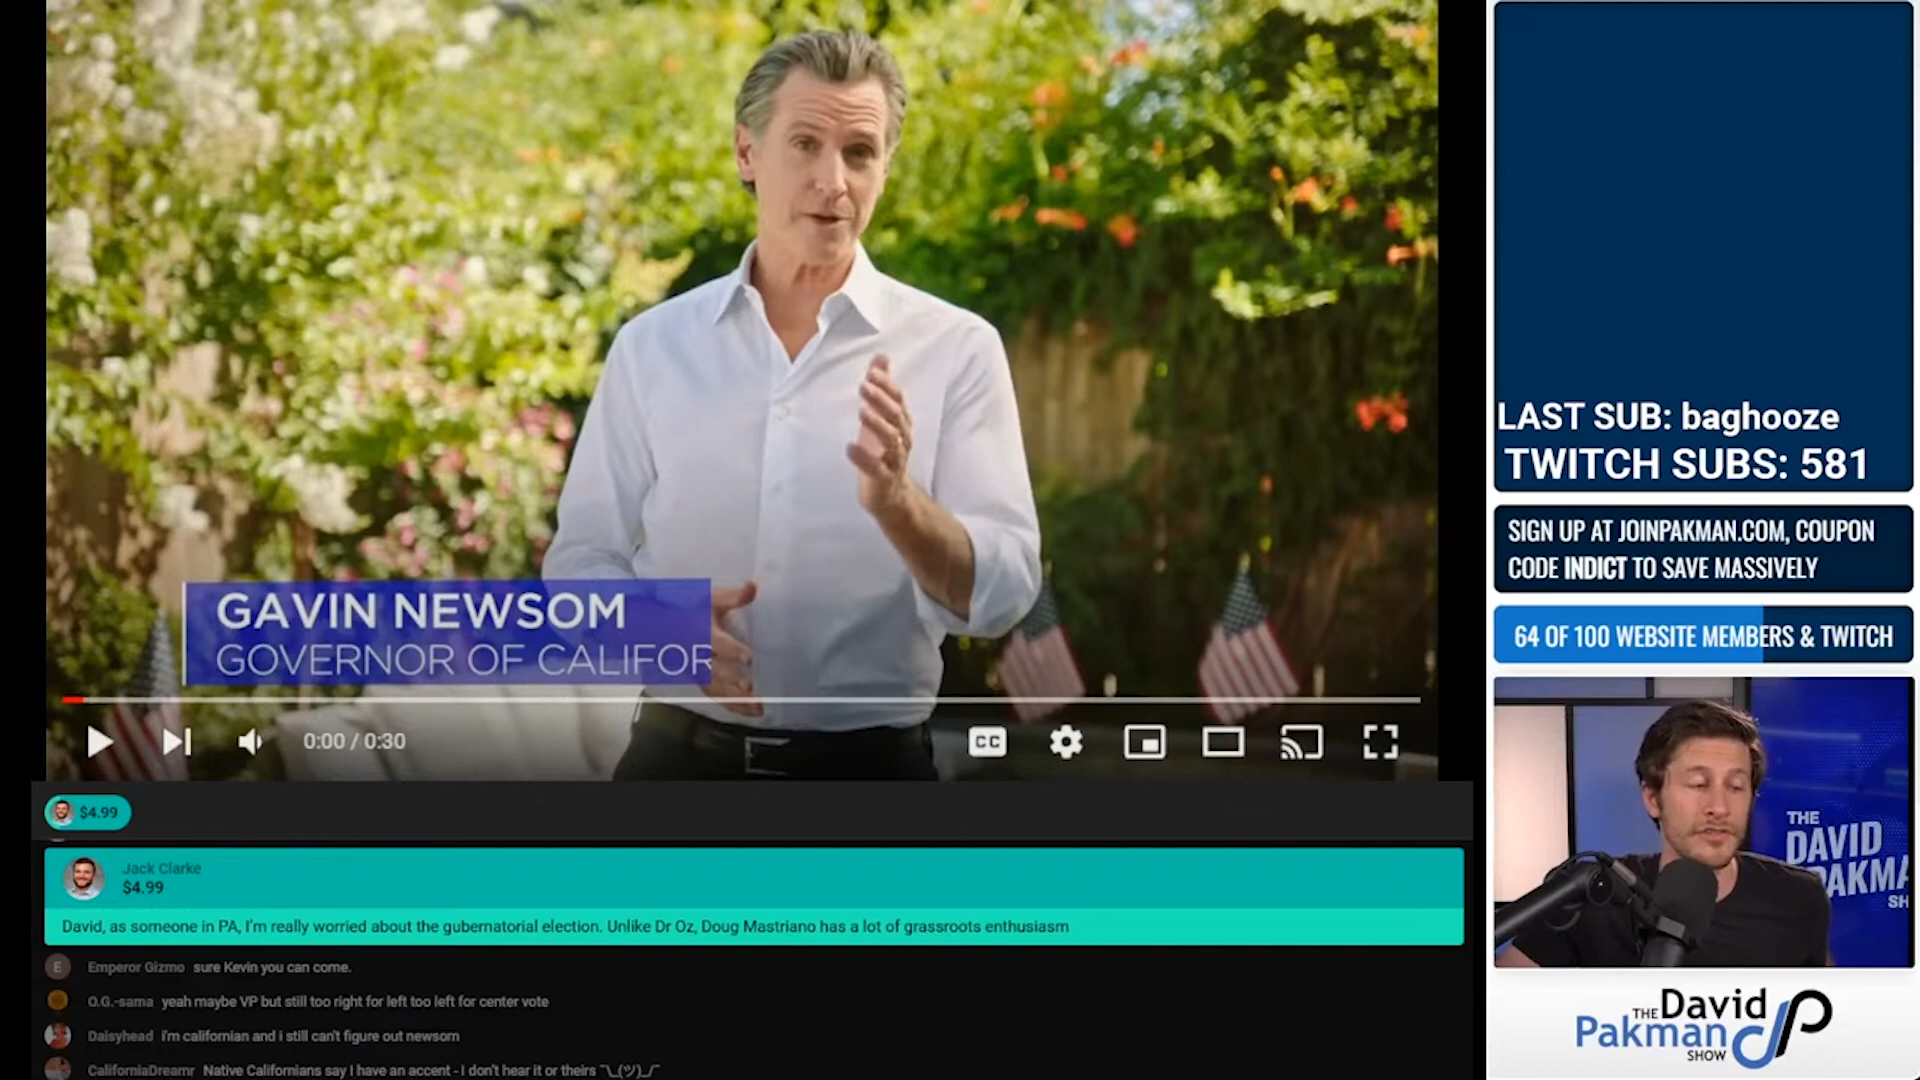 GAVIN NEWSOM
GOVERNOR OF CALIFOR
0:00 / 0:30
CC
$4.99
Jack Clarke
$4.99
David, as someone in PA, I'm really worried about the gubernatorial election. Unlike Dr Oz, Doug Mastriano has a lot of grassroots enthusiasm
E
Emperor Gizmo sure Kevin you can come.
O.G.-sama yeah maybe VP but still too right for left too left for center vote
Daisyhead i'm californian and i still can't figure out newsom
CaliforniaDreamr Native Californians say I have an accent - I don't hear it or theirs ¯\_(ツ)_/¯
LAST SUB: baghooze
TWITCH SUBS: 581
SIGN UP AT JOINPAKMAN.COM, COUPON
CODE INDICT TO SAVE MASSIVELY
64 OF 100 WEBSITE MEMBERS & TWITCH
THE
DAVID
PAKMA
SH
THE David
Pakman
SHOW
dP